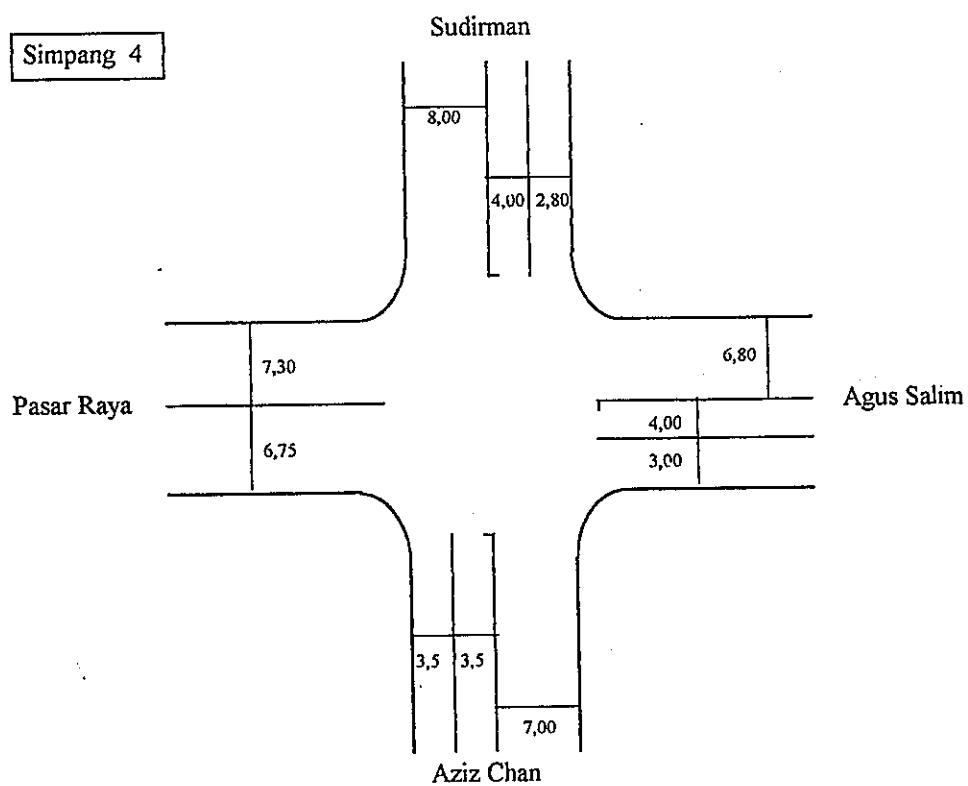 Sudirman
Simpang 4
8,00
4,00 2,80
7,30
6,80
Pasar Raya
Agus Salim
4,00
6,75
3,00
3,5 3,5
7,00
Aziz Chan